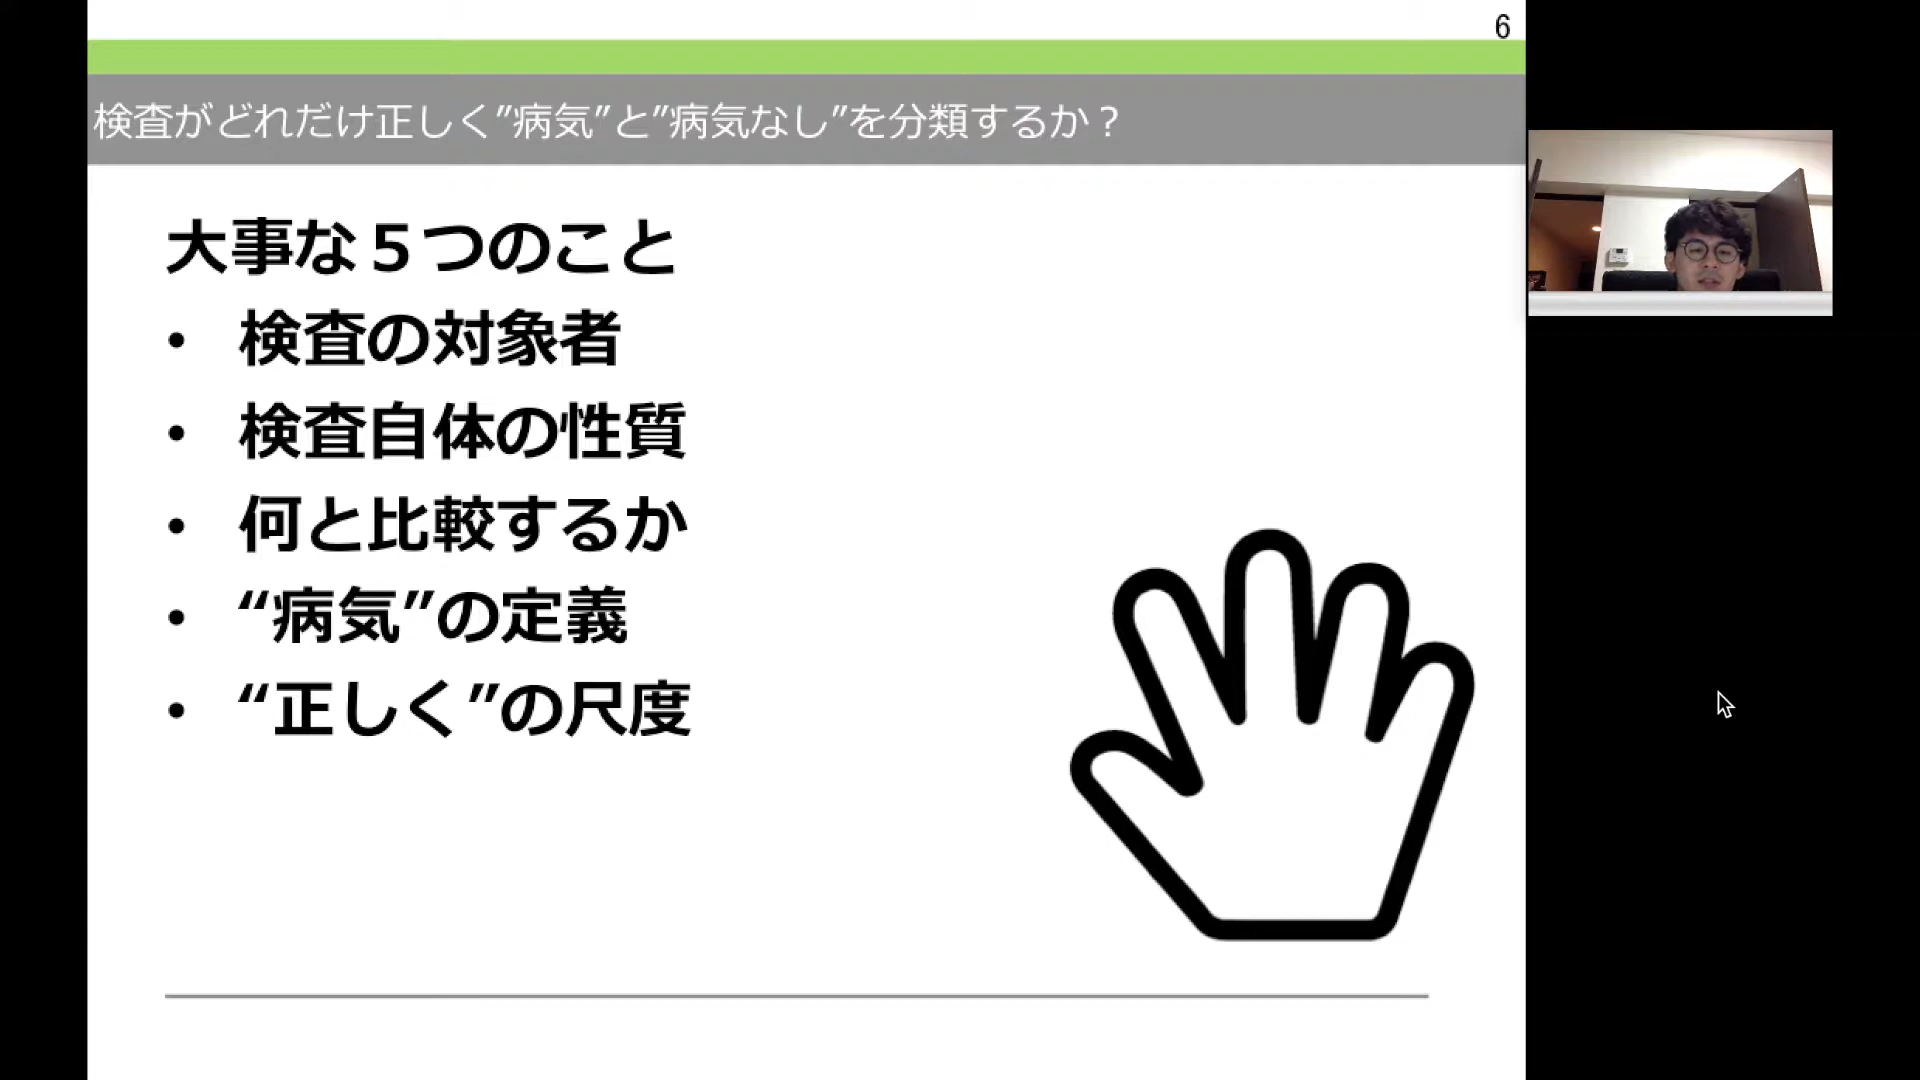 6
検査がどれだけ正しく”病気”と”病気なし”を分類するか？
大事な５つのこと
• 検査の対象者
• 検査自体の性質
• 何と比較するか
• “病気”の定義
• “正しく”の尺度